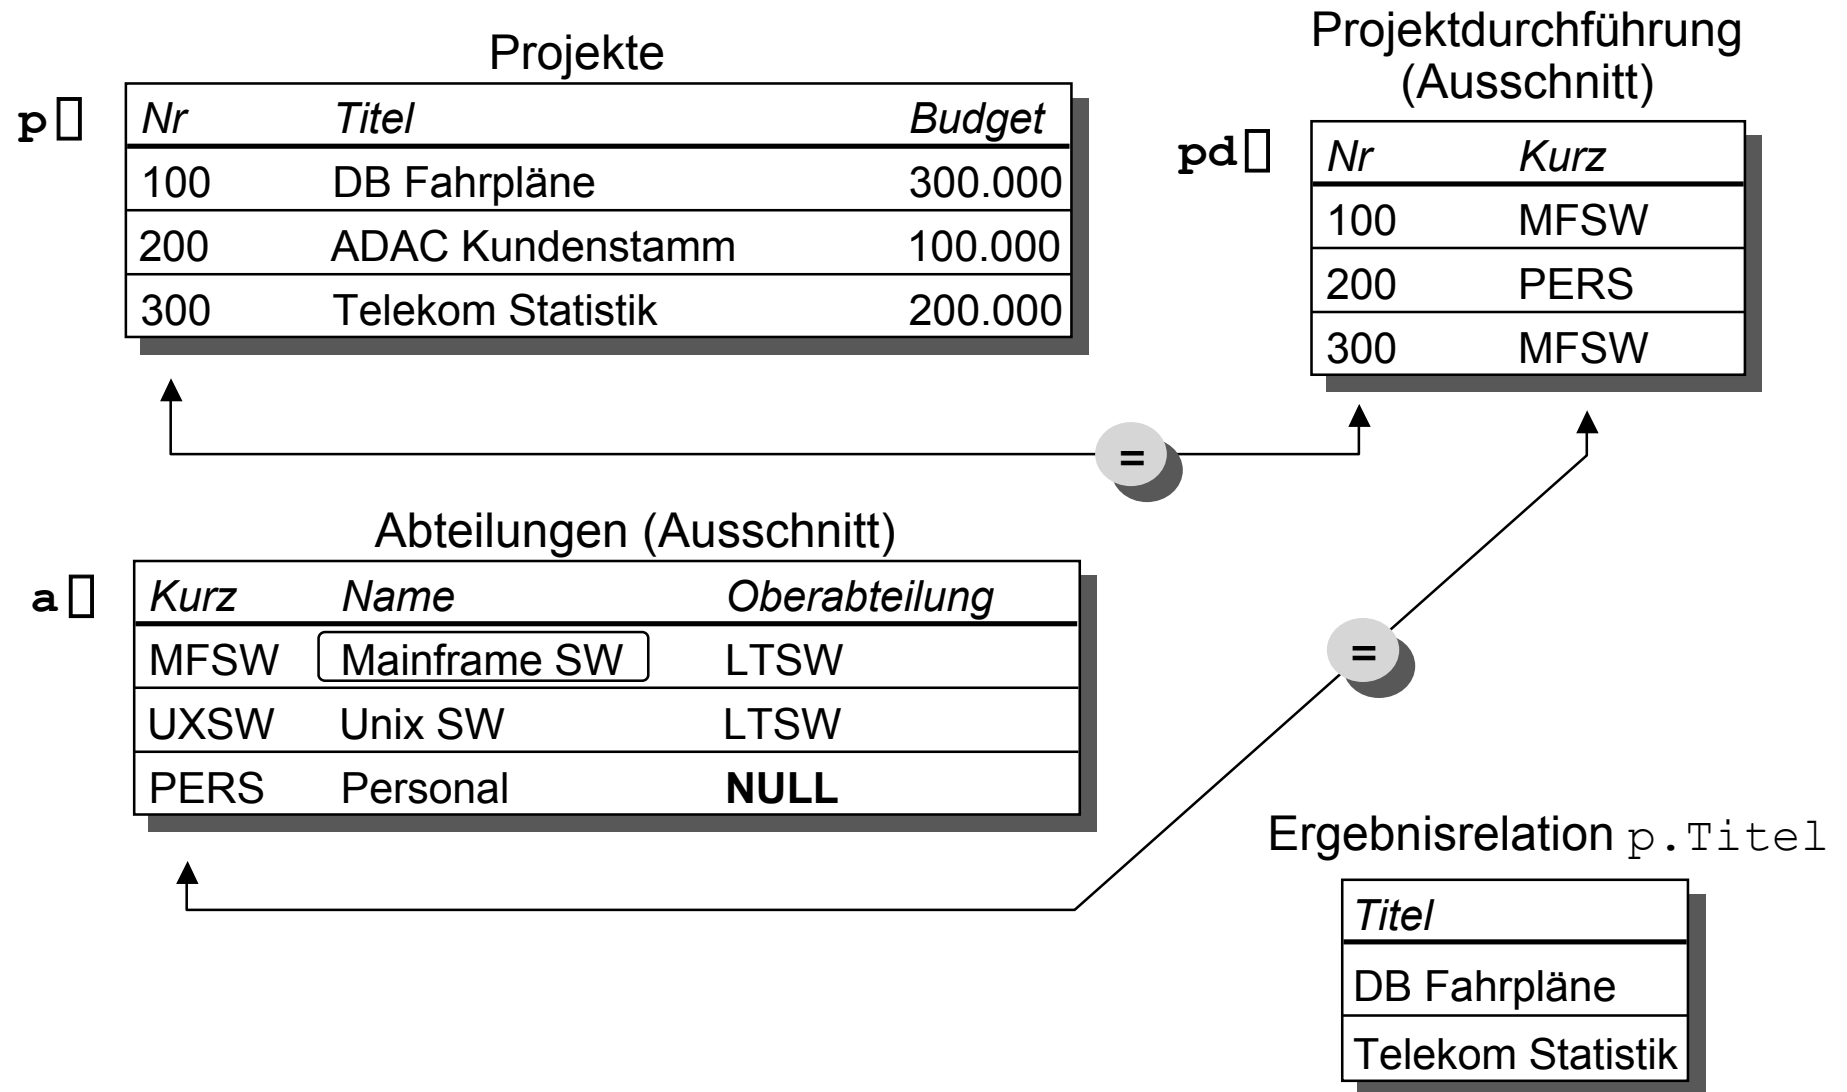 Projekte
p
Nr Titel Budget
100 DB Fahrpläne 300.000
200 ADAC Kundenstamm 100.000
300 Telekom Statistik 200.000
Projektdurchführung
(Ausschnitt)
pd
Nr Kurz
100 MFSW
200 PERS
300 MFSW
=
Abteilungen (Ausschnitt)
a
Kurz Name Oberabteilung
MFSW Mainframe SW LTSW
UXSW Unix SW LTSW
PERS Personal NULL
=
Ergebnisrelation p.Titel
Titel
DB Fahrpläne
Telekom Statistik